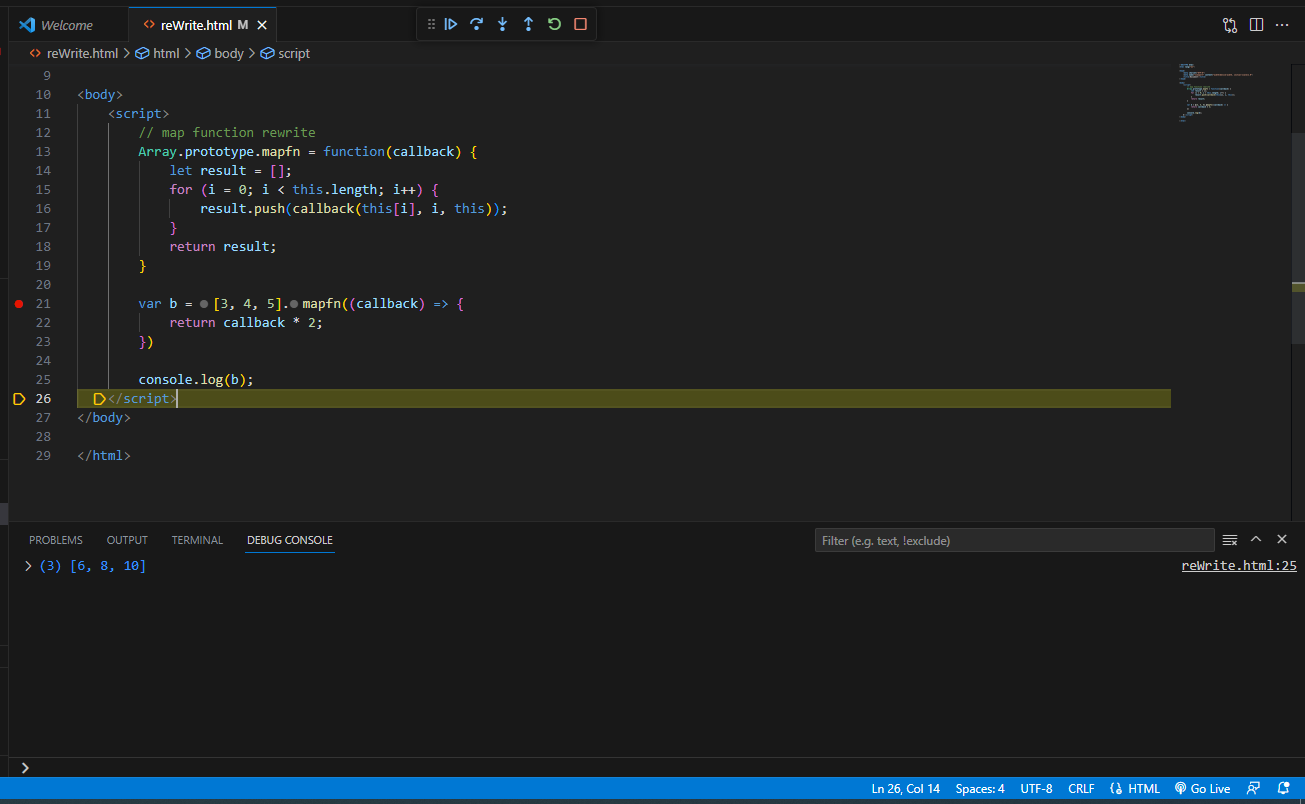 Welcome
reWrite.html M
reWrite.html > html > body > script
9
10 <body>
11 <script>
12 // map function rewrite
13 Array.prototype.mapfn = function(callback) {
14 let result = [];
15 for (i = 0; i < this.length; i++) {
16 result.push(callback(this[i], i, this));
17 }
18 return result;
19 }
20
21 var b = [3, 4, 5].mapfn((callback) => {
22 return callback * 2;
23 })
24
25 console.log(b);
26 </script>
27 </body>
28
29 </html>
PROBLEMS OUTPUT TERMINAL DEBUG CONSOLE Filter (e.g. text, !exclude)
> (3) [6, 8, 10] reWrite.html:25
>
Ln 26, Col 14 Spaces: 4 UTF-8 CRLF HTML Go Live